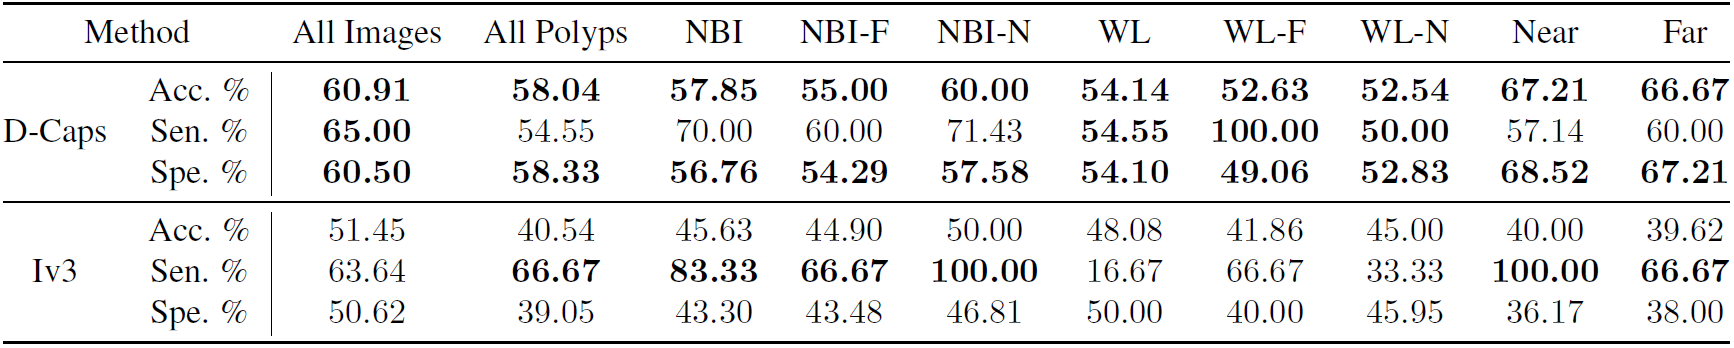 Method All Images All Polyps NBI NBI-F NBI-N WL WL-F WL-N Near Far
Acc. % 60.91 58.04 57.85 55.00 60.00 54.14 52.63 52.54 67.21 66.67
D-Caps Sen. % 65.00 54.55 70.00 60.00 71.43 54.55 100.00 50.00 57.14 60.00
Spe. % 60.50 58.33 56.76 54.29 57.58 54.10 49.06 52.83 68.52 67.21
Acc. % 51.45 40.54 45.63 44.90 50.00 48.08 41.86 45.00 40.00 39.62
Iv3 Sen. % 63.64 66.67 83.33 66.67 100.00 16.67 66.67 33.33 100.00 66.67
Spe. % 50.62 39.05 43.30 43.48 46.81 50.00 40.00 45.95 36.17 38.00